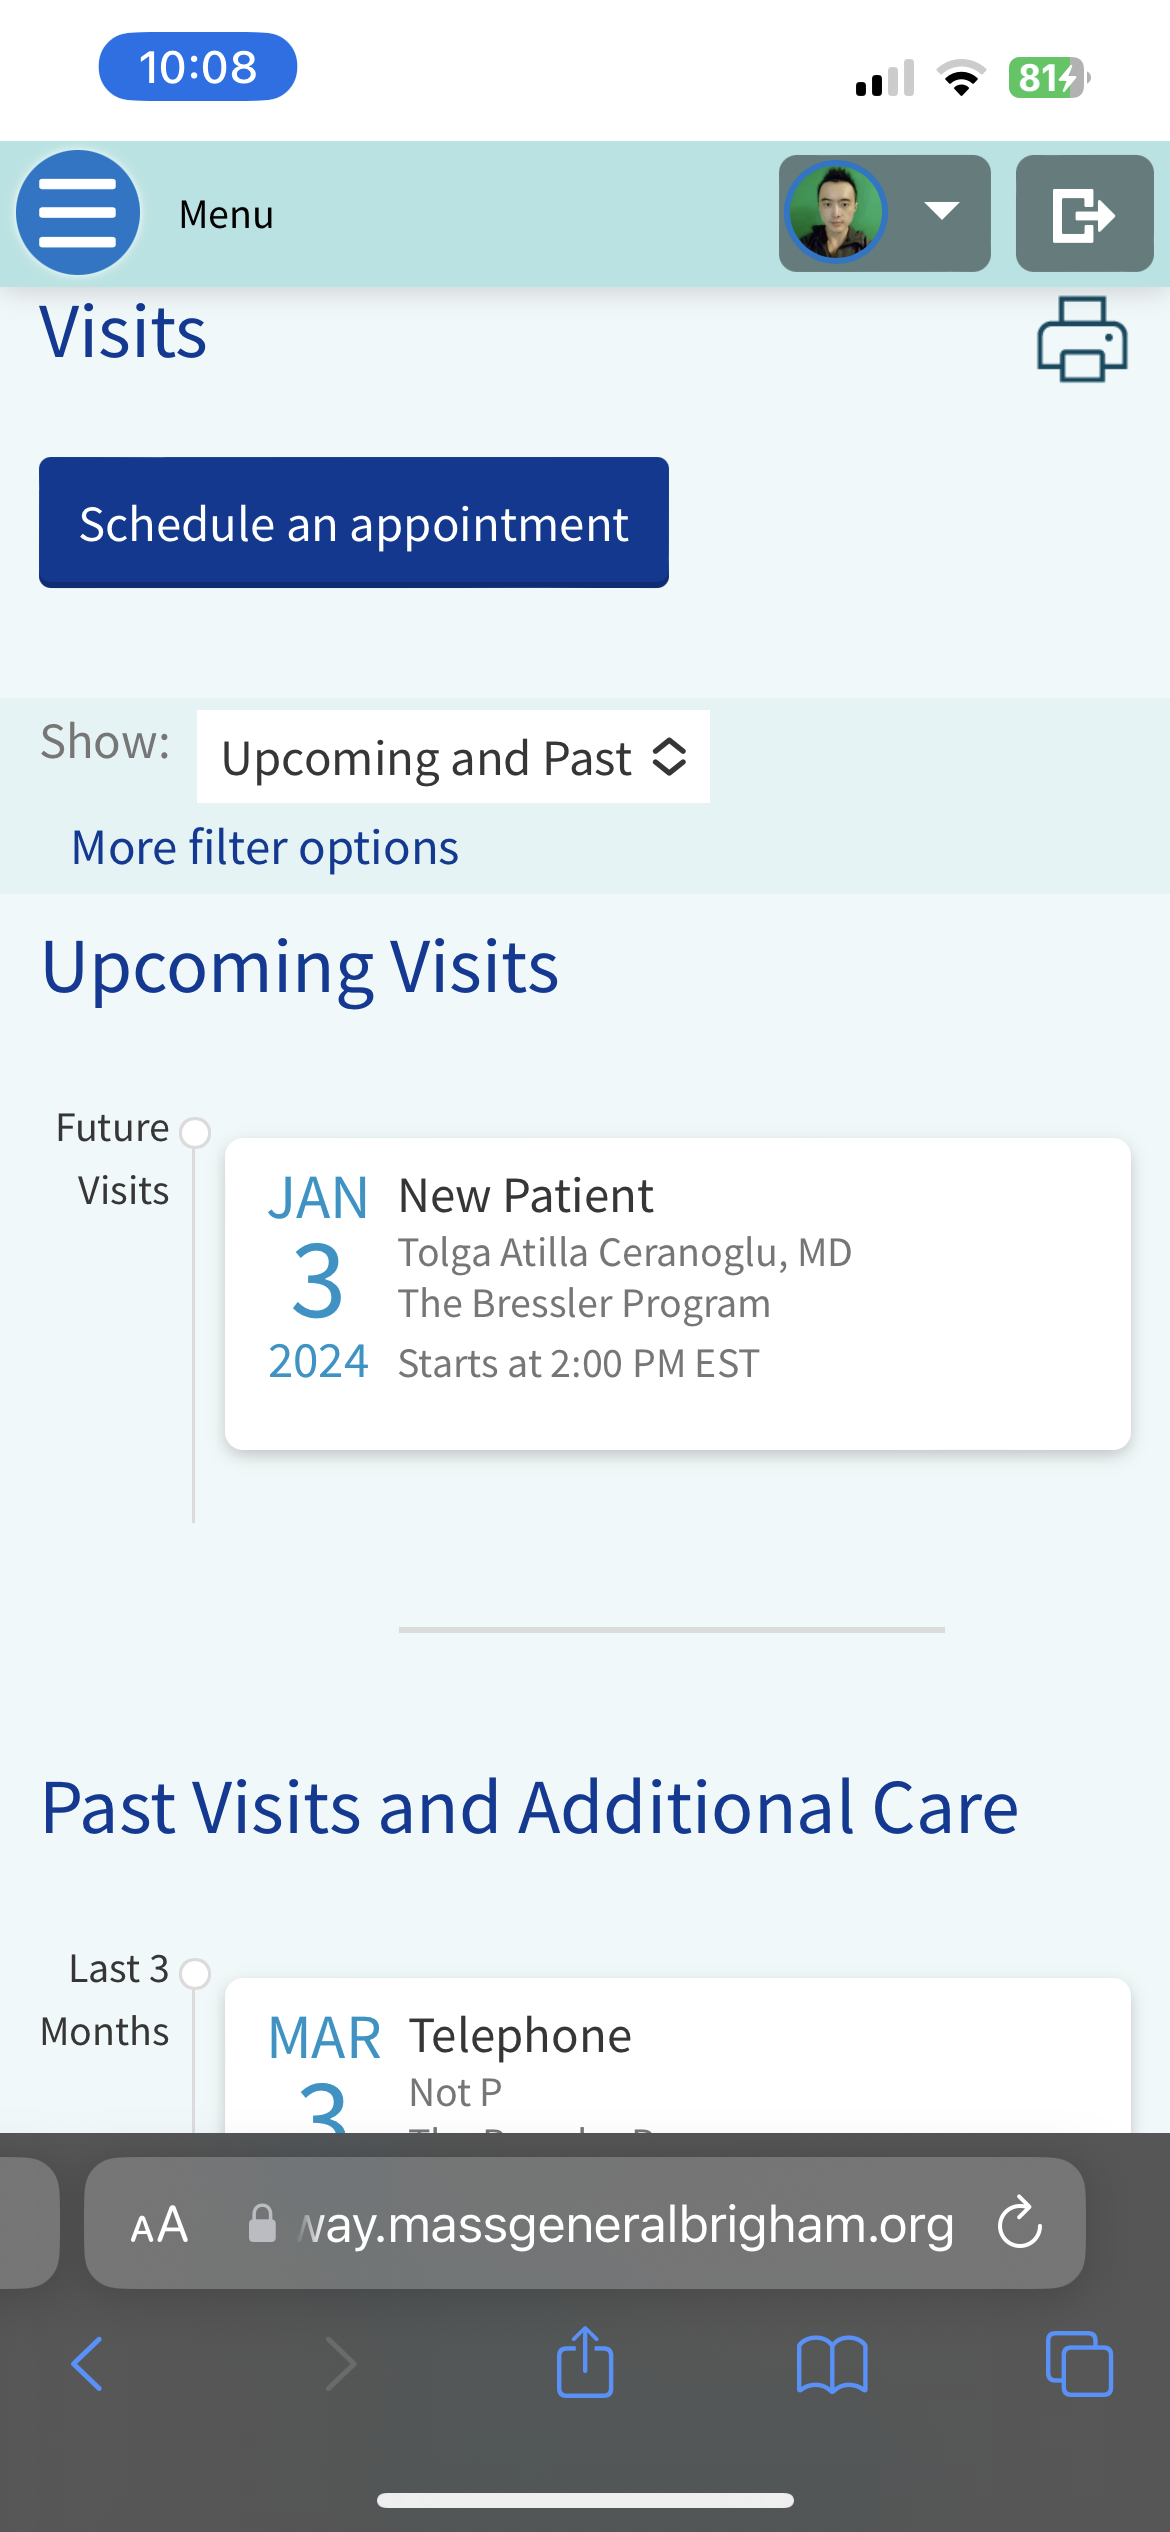 10:08
81
Menu
Visits
Schedule an appointment
Show:
Upcoming and Past
More filter options
Upcoming Visits
Future
Visits
JAN
3
2024
New Patient
Tolga Atilla Ceranoglu, MD
The Bressler Program
Starts at 2:00 PM EST
Past Visits and Additional Care
Last 3
Months
MAR
3
Telephone
Not P
AA
way.massgeneralbrigham.org